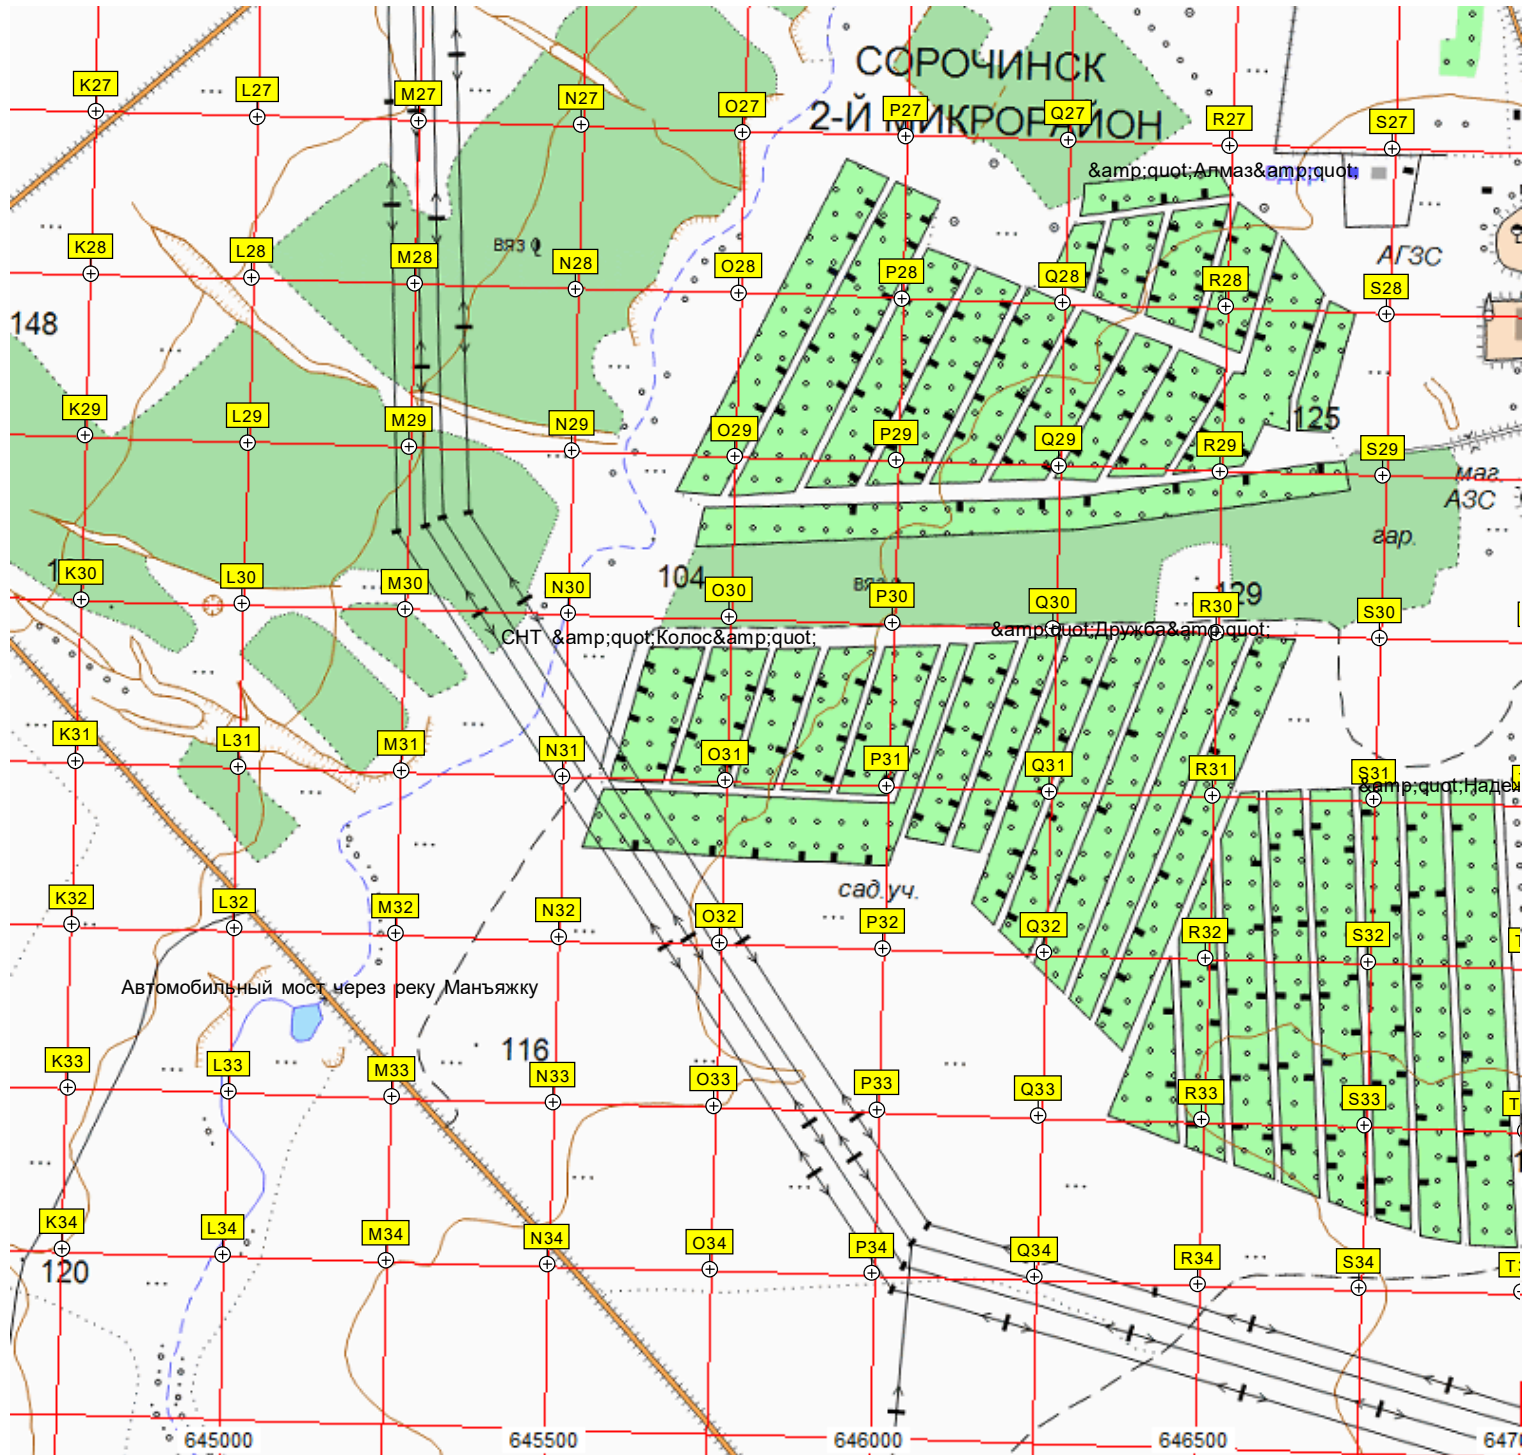 СОРОЧИНСК
2-Й МИКРОРАЙОН
K27 L27 M27 N27 O27 P27 Q27 R27 S27
&amp;quot;Алмаз&amp;quot;
вдхр.
K28 L28 M28 N28 O28 P28 Q28 R28 S28
вяз
АГЗС
148
K29 L29 M29 N29 O29 P29 Q29 R29 S29
125
маг.
АЗС
гар.
K30 L30 M30 N30 O30 P30 Q30 R30 S30
104
вяз
129
СНТ &amp;quot;Колос&amp;quot;
&amp;quot;Дружба&amp;quot;
K31 L31 M31 N31 O31 P31 Q31 R31 S31
&amp;quot;Надеж
сад.уч.
K32 L32 M32 N32 O32 P32 Q32 R32 S32
Автомобильный мост через реку Манъяжку
116
K33 L33 M33 N33 O33 P33 Q33 R33 S33
K34 L34 M34 N34 O34 P34 Q34 R34 S34
120
645000 645500 646000 646500